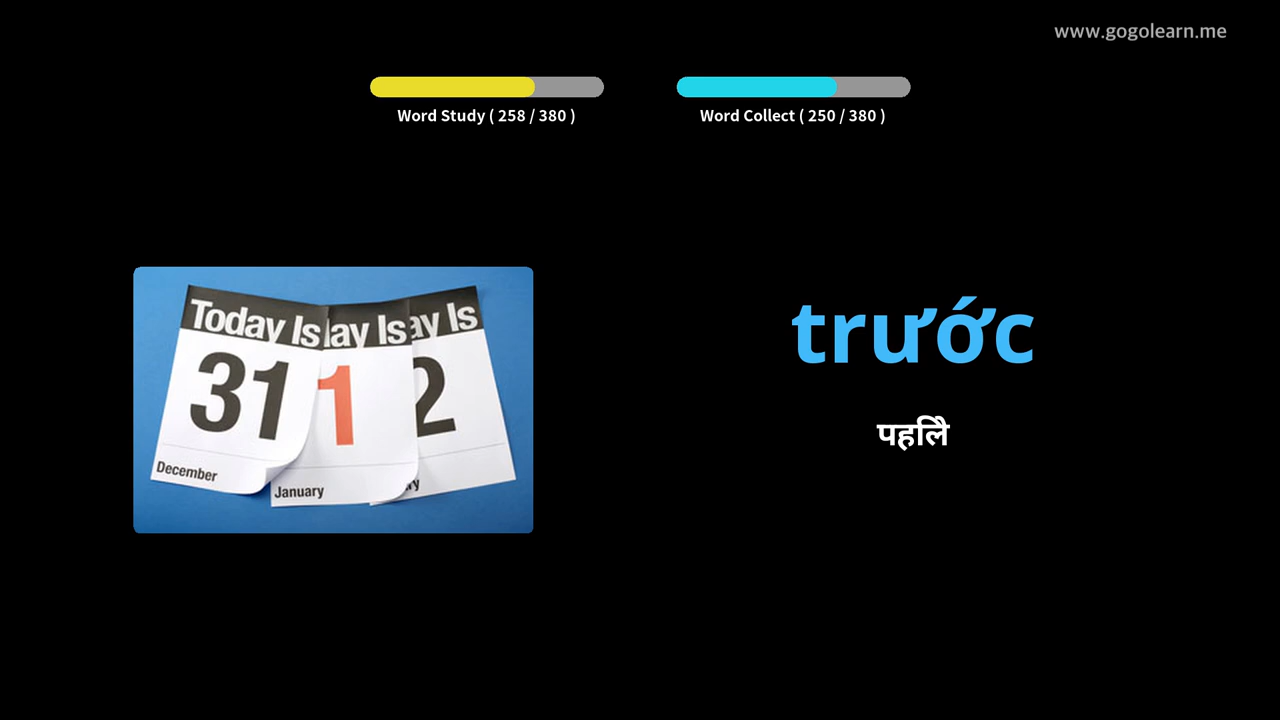 www.gogolearn.me
Word Study ( 258 / 380 )
Word Collect ( 250 / 380 )
Today Is
31
December
day Is
1
January
ay Is
2
ry
trước
पहिले